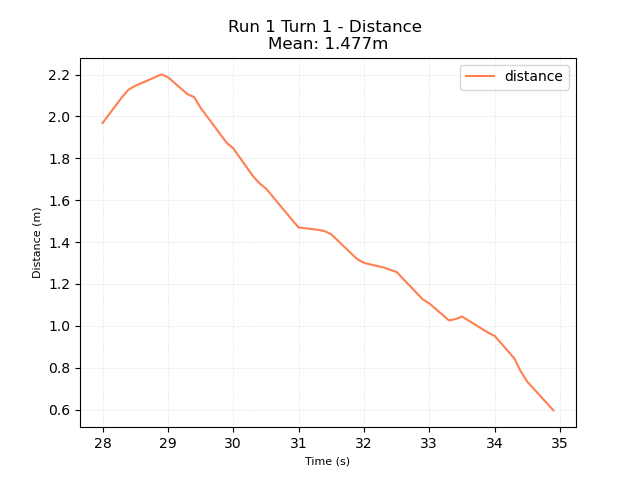 Run 1 Turn 1 - Distance
Mean: 1.477m
distance
Distance (m)
2.2
2.0
1.8
1.6
1.4
1.2
1.0
0.8
0.6
28 29 30 31 32 33 34 35
Time (s)